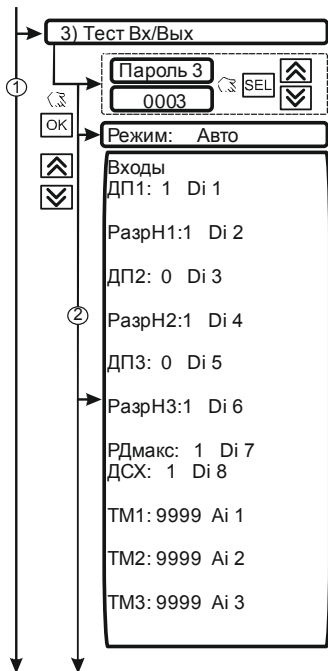 3) Тест Вх/Вых
Пароль 3
0003
SEL
1
OK
Режим: Авто
Входы
ДП1: 1 Di 1
РазрН1:1 Di 2
ДП2: 0 Di 3
2
РазрН2:1 Di 4
ДП3: 0 Di 5
РазрН3:1 Di 6
РДмакс: 1 Di 7
ДСХ: 1 Di 8
ТМ1: 9999 Ai 1
ТМ2: 9999 Ai 2
ТМ3: 9999 Ai 3